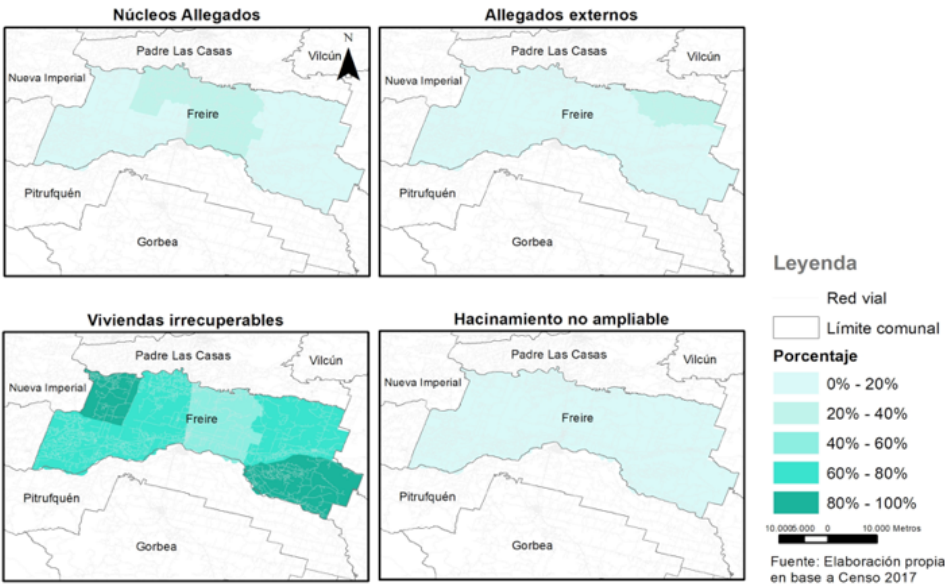 Núcleos Allegados
N
Padre Las Casas
Vilcún
Nueva Imperial
Freire
Pitrufquén
Gorbea
Allegados externos
Padre Las Casas
Vilcún
Nueva Imperial
Freire
Pitrufquén
Gorbea
Viviendas irrecuperables
Padre Las Casas
Vilcún
Nueva Imperial
Freire
Pitrufquén
Gorbea
Hacinamiento no ampliable
Padre Las Casas
Vilcún
Nueva Imperial
Freire
Pitrufquén
Gorbea
Leyenda
Red vial
Límite comunal
Porcentaje
0% - 20%
20% - 40%
40% - 60%
60% - 80%
80% - 100%
0 10.000 Metros
Fuente: Elaboración propia
en base a Censo 2017